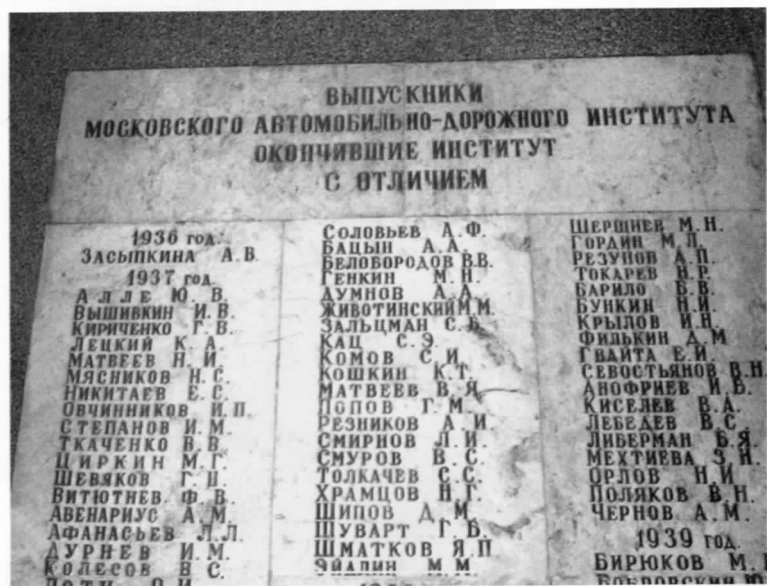 ВЫПУСКНИКИ
МОСКОВСКОГО АВТОМОБИЛЬНО-ДОРОЖНОГО ИНСТИТУТА
ОКОНЧИВШИЕ ИНСТИТУТ
С ОТЛИЧИЕМ
1936 год.
ЗАСЫПКИНА А.В.
1937 год.
АЛЛЕ Ю.В.
ВЫШИВКИН И.В.
КИРИЧЕНКО Г.В.
ЛЕЦКИЙ К.А.
МАТВЕЕВ Н.И.
МЯСНИКОВ Н.С.
НИКИТАЕВ Е.С.
ОВЧИННИКОВ И.П.
СТЕПАНОВ И.М.
ТКАЧЕНКО В.В.
ЦИРКИН М.Г.
ШЕВЯКОВ Г.П.
ВИТЮТНЕВ Ф.В.
АВЕНАРИУС А.М.
АФАНАСЬЕВ Л.Л.
ДУРНЕВ И.М.
КОЛЕСОВ В.С.
СОЛОВЬЕВ А.Ф.
БАЦЫН А.А.
БЕЛОБОРОДОВ В.В.
ГЕНКИН М.Н.
ДУМНОВ А.А.
ЖИВОТИНСКИЙ М.М.
ЗАЛЬЦМАН С.Б.
КАЦ С.Э.
КОМОВ С.И.
КОШКИН К.Т.
МАТВЕЕВ В.Я.
ПОПОВ Г.М.
РЕЗНИКОВ А.И.
СМИРНОВ Л.И.
СМУРОВ В.С.
ТОЛКАЧЕВ С.С.
ХРАМЦОВ Н.Г.
ШИПОВ Д.М.
ШУВАРТ Г.Б.
ШМАТКОВ Я.П.
ЭЙДЛИН М.М.
ШЕРШИЕВ М.Н.
ГОРДИН М.Л.
РЕЗУНОВ А.П.
ТОКАРЕВ Н.Р.
БАРИЛО Б.В.
БУНКИН Н.И.
КРЫЛОВ И.Н.
ФИЛЬКИН Д.М.
ГВАЙТА Е.И.
СЕВОСТЬЯНОВ В.Н.
АНОФРИЕВ И.Б.
КИСЕЛЕВ В.А.
ЛЕБЕДЕВ В.С.
ЛИБЕРМАН Б.Я.
МЕХТИЕВА З.Н.
ОРЛОВ Н.И.
ПОЛЯКОВ В.Н.
ЧЕРНОВ А.М.
1939 год.
БИРЮКОВ М.